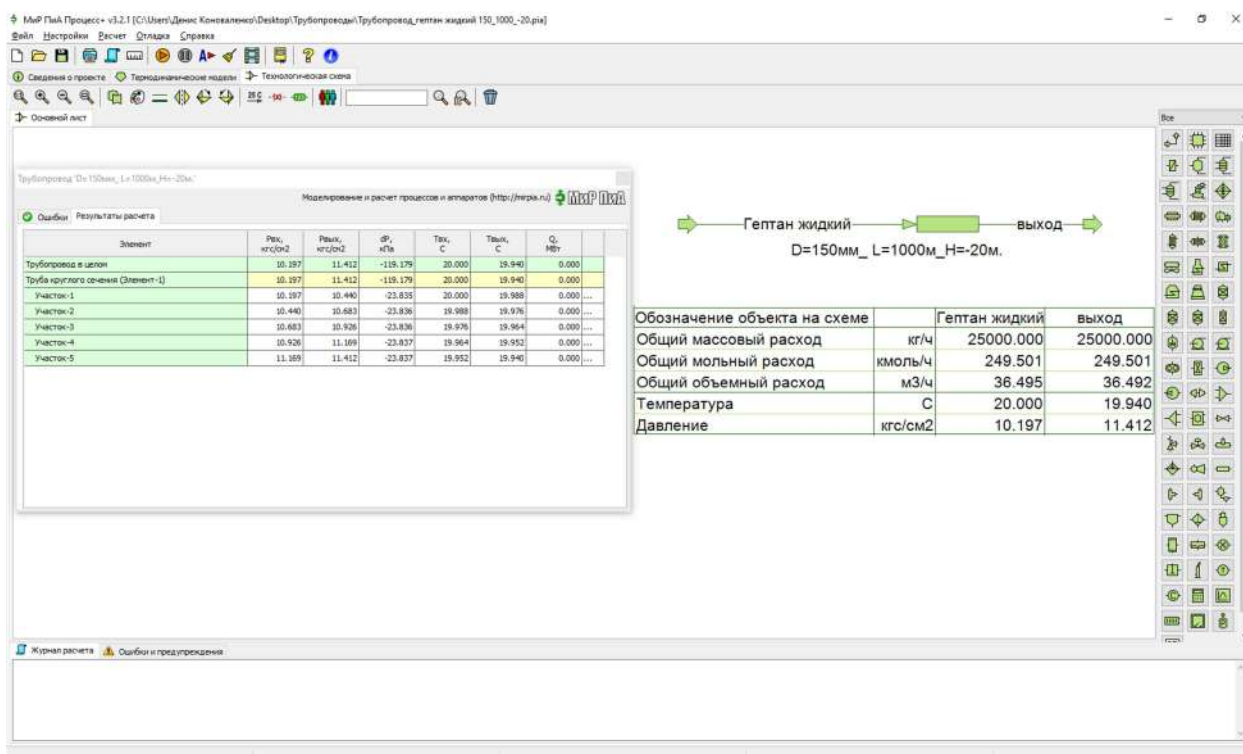 МиР ПиА Процесс+ v3.2.1 [C:\Users\Денис Коноваленко\Desktop\Трубопроводы\Трубопровод_гептан жидкий 150_1000_-20.pix]
Файл Настройки Расчет Отладка Справка
Сведения о проекте Термодинамические модели Технологическая схема
Основной лист
Все
Трубопровод 'D=150мм_ L=1000м_H=-20м.'
Моделирование и расчет процессов и аппаратов (http://mirpia.ru) МиР ПиА
Ошибки Результаты расчета
Элемент Рвх, кгс/см2 Рвых, кгс/см2 dP, кПа Твх, С Твых, С Q, МВт
Трубопровод в целом 10.197 11.412 -119.179 20.000 19.940 0.000
Труба круглого сечения (Элемент-1) 10.197 11.412 -119.179 20.000 19.940 0.000
Участок-1 10.197 10.440 -23.835 20.000 19.988 0.000 ...
Участок-2 10.440 10.683 -23.836 19.988 19.976 0.000 ...
Участок-3 10.683 10.926 -23.836 19.976 19.964 0.000 ...
Участок-4 10.926 11.169 -23.837 19.964 19.952 0.000 ...
Участок-5 11.169 11.412 -23.837 19.952 19.940 0.000 ...
Гептан жидкий выход
D=150мм_ L=1000м_H=-20м.
Обозначение объекта на схеме Гептан жидкий выход
Общий массовый расход кг/ч 25000.000 25000.000
Общий мольный расход кмоль/ч 249.501 249.501
Общий объемный расход м3/ч 36.495 36.492
Температура С 20.000 19.940
Давление кгс/см2 10.197 11.412
Журнал расчета Ошибки и предупреждения